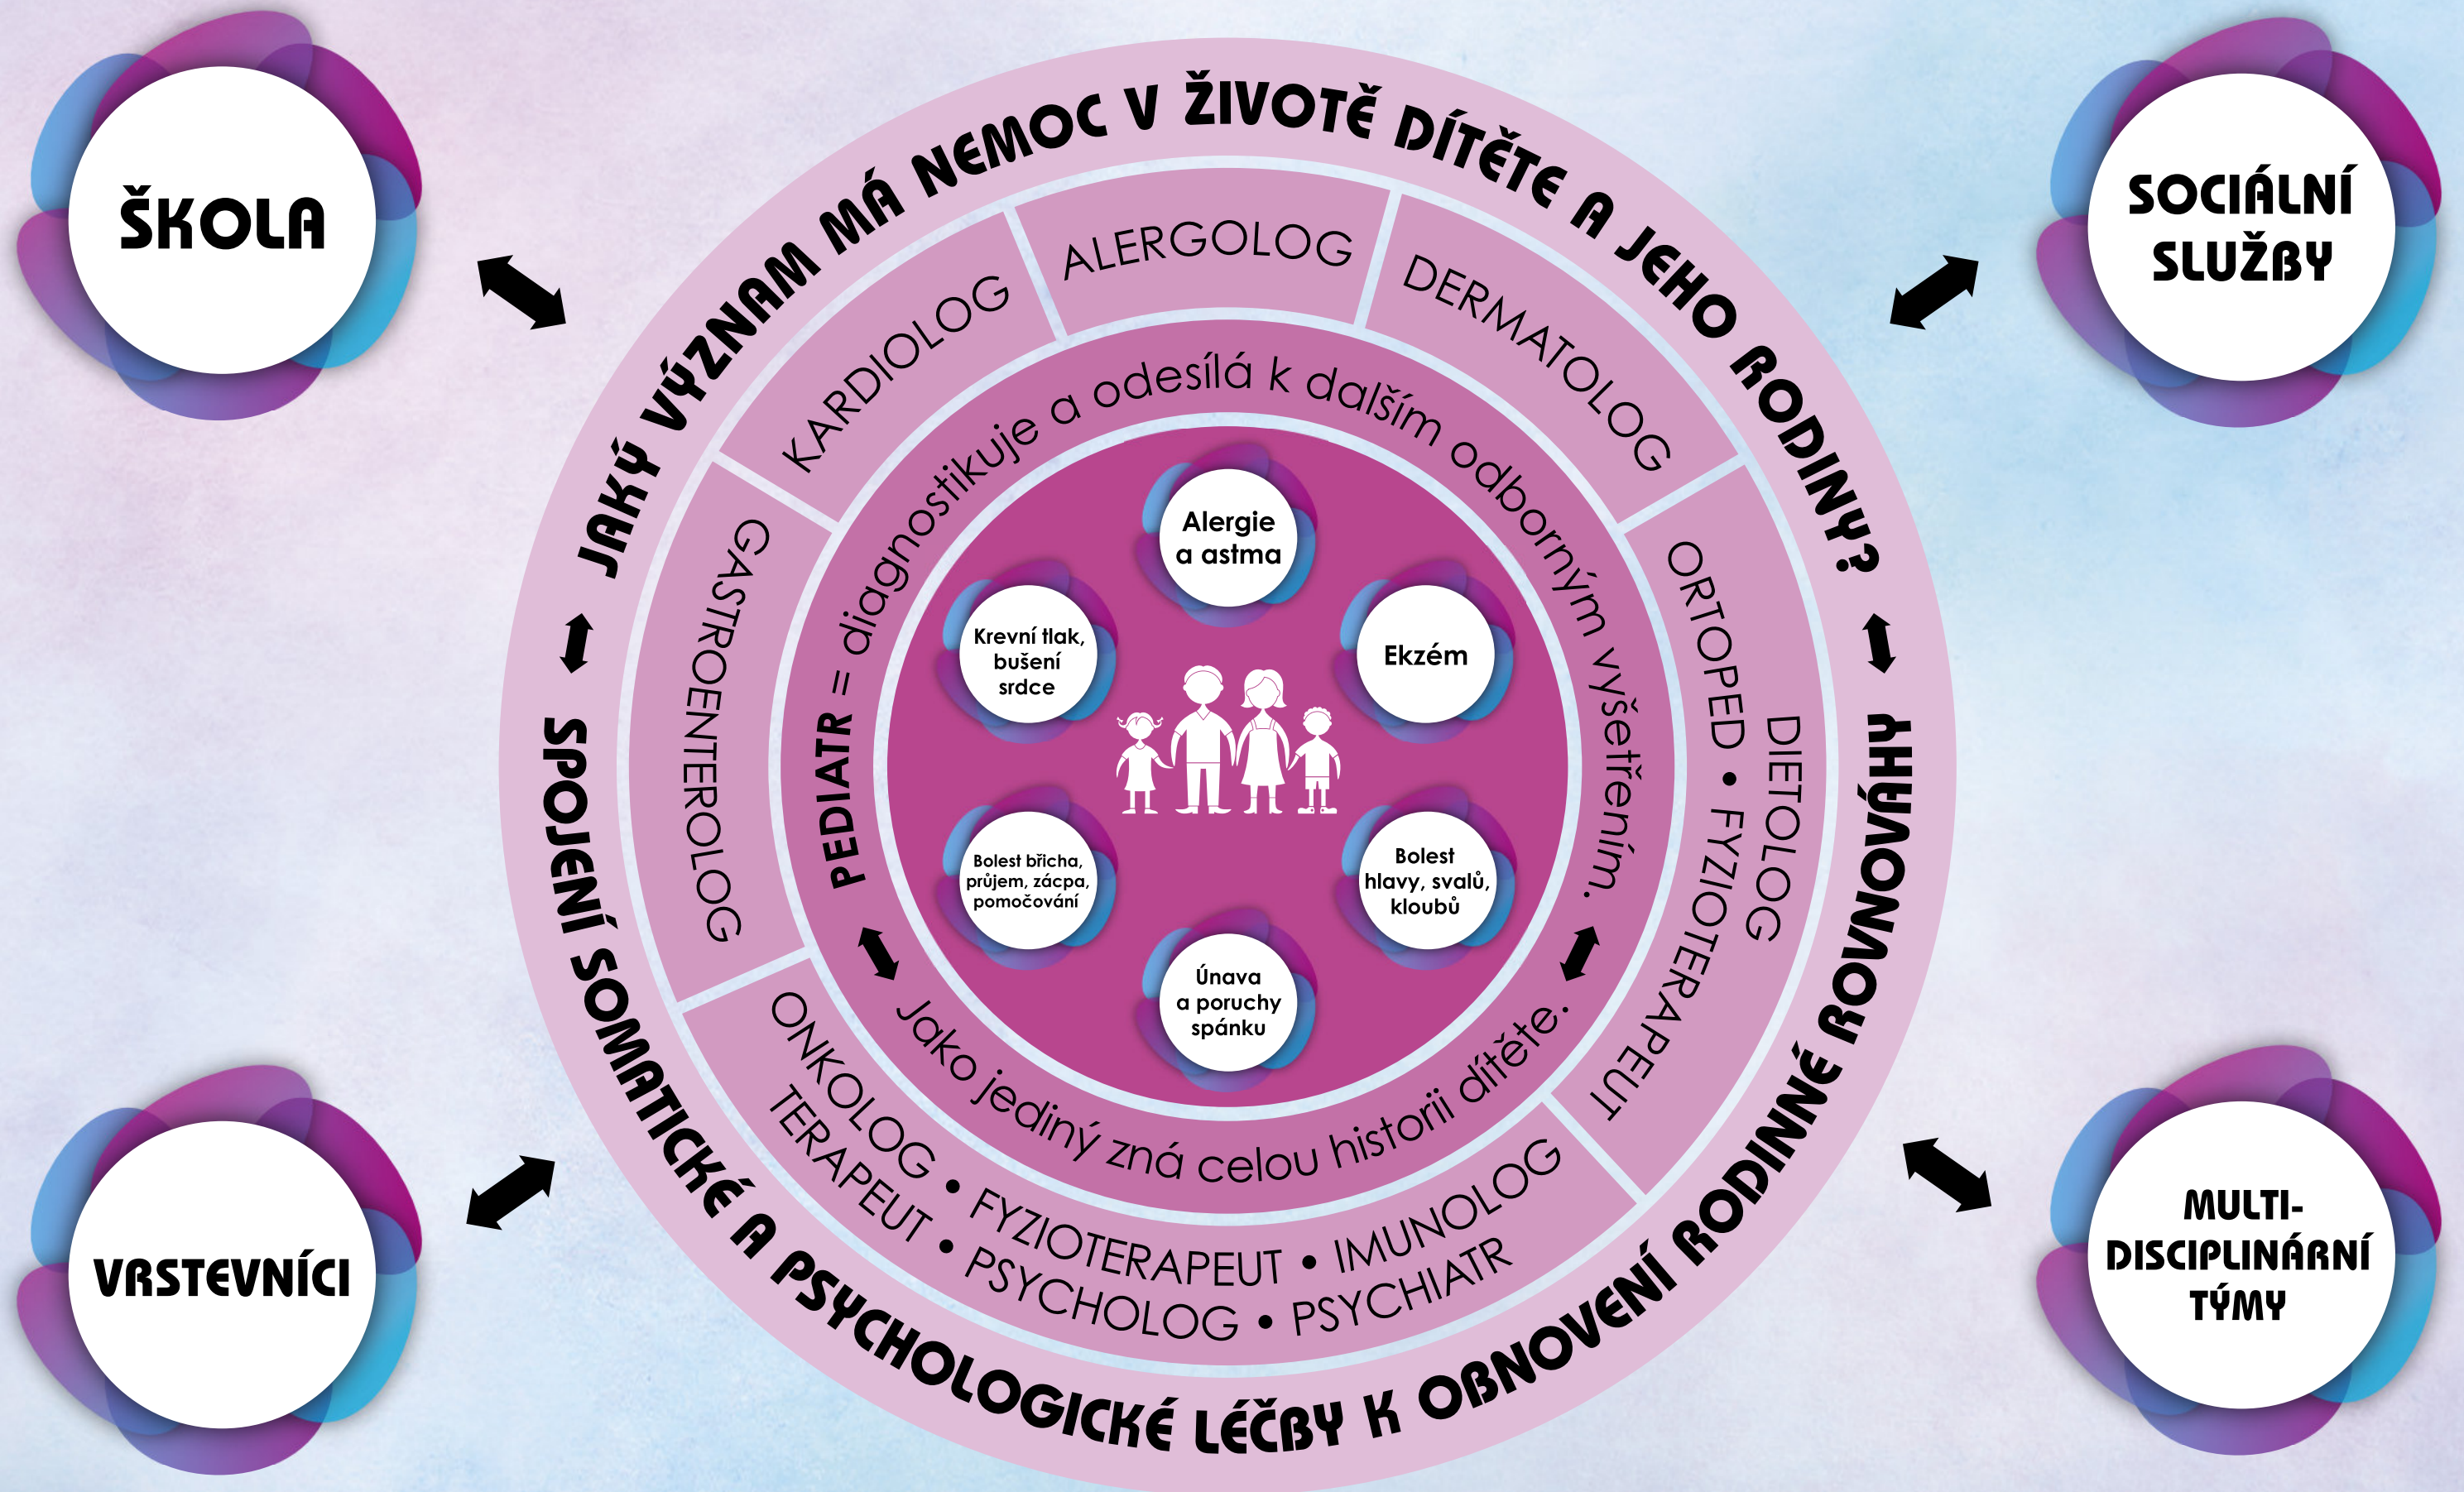 ŠKOLA
SOCIÁLNÍ
SLUŽBY
JAKÝ VÝZNAM MÁ NEMOC V ŽIVOTĚ DÍTĚTE A JEHO RODINY?
SPOJENÍ SOMATICKÉ A PSYCHOLOGICKÉ LÉČBY K OBNOVENÍ RODINNÉ ROVNOVÁHY
GASTROENTEROLOG
KARDIOLOG
ALERGOLOG
DERMATOLOG
ORTOPED • FYZIOTERAPEUT
DIETOLOG
ONKOLOG • FYZIOTERAPEUT • IMUNOLOG
TERAPEUT • PSYCHOLOG • PSYCHIATR
PEDIATR = diagnostikuje a odesílá k dalším odborným vyšetřením.
Jako jediný zná celou historii dítěte.
Alergie
a astma
Krevní tlak,
bušení
srdce
Ekzém
Bolest břicha,
průjem, zácpa,
pomočování
Bolest
hlavy, svalů,
kloubů
Únava
a poruchy
spánku
VRSTEVNÍCI
MULTI-
DISCIPLINÁRNÍ
TÝMY